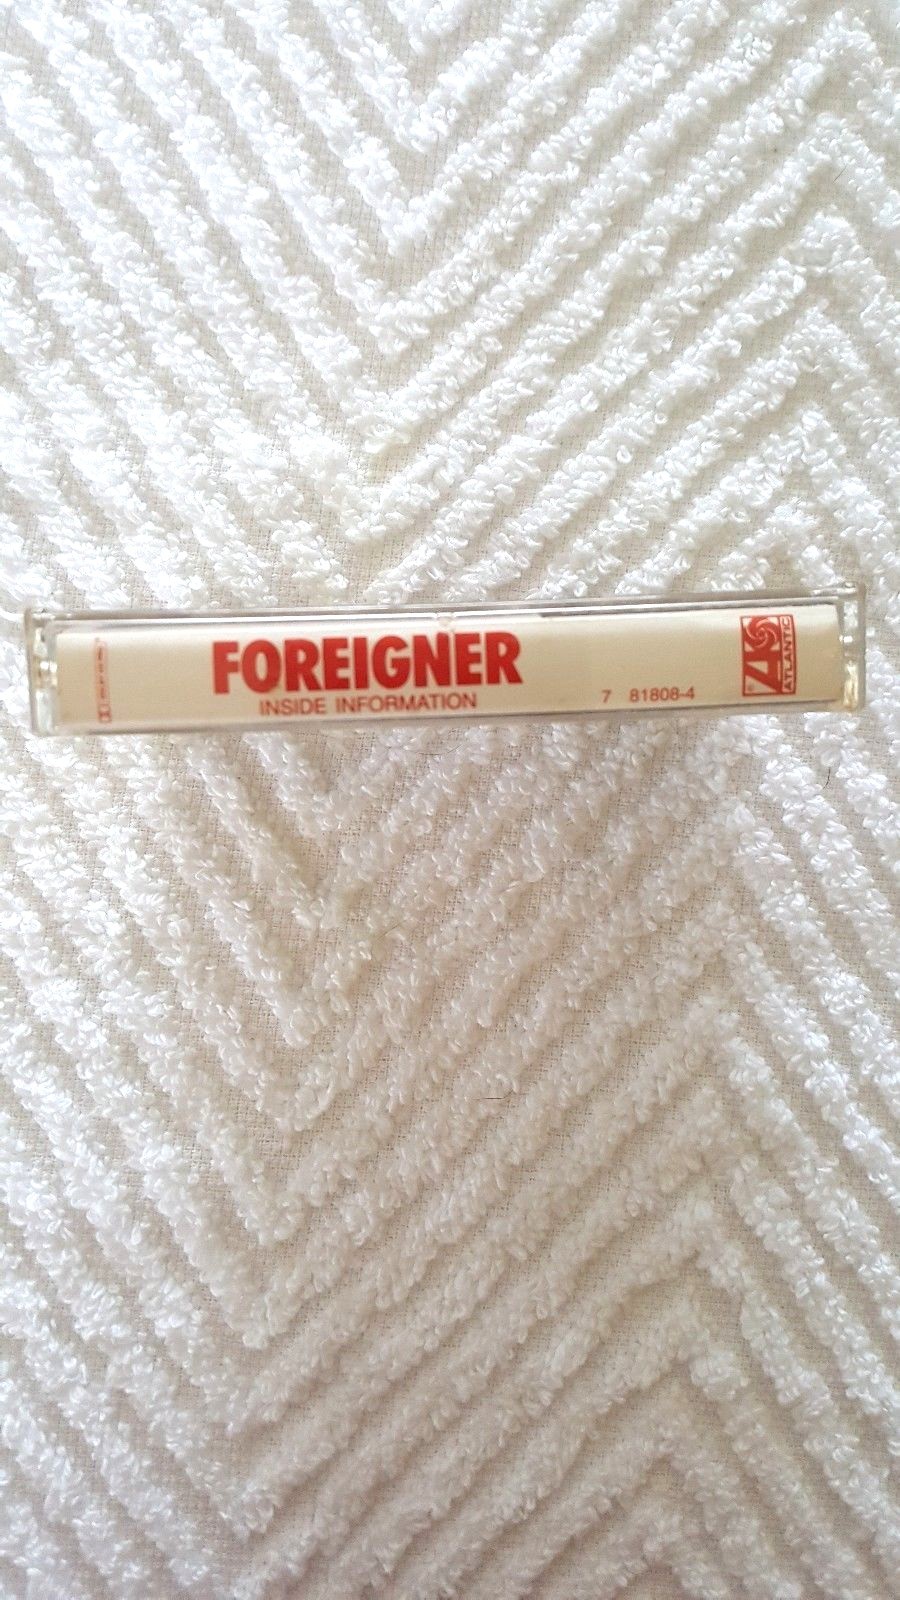 FOREIGNER
INSIDE INFORMATION
7 81808-4
ATLANTIC